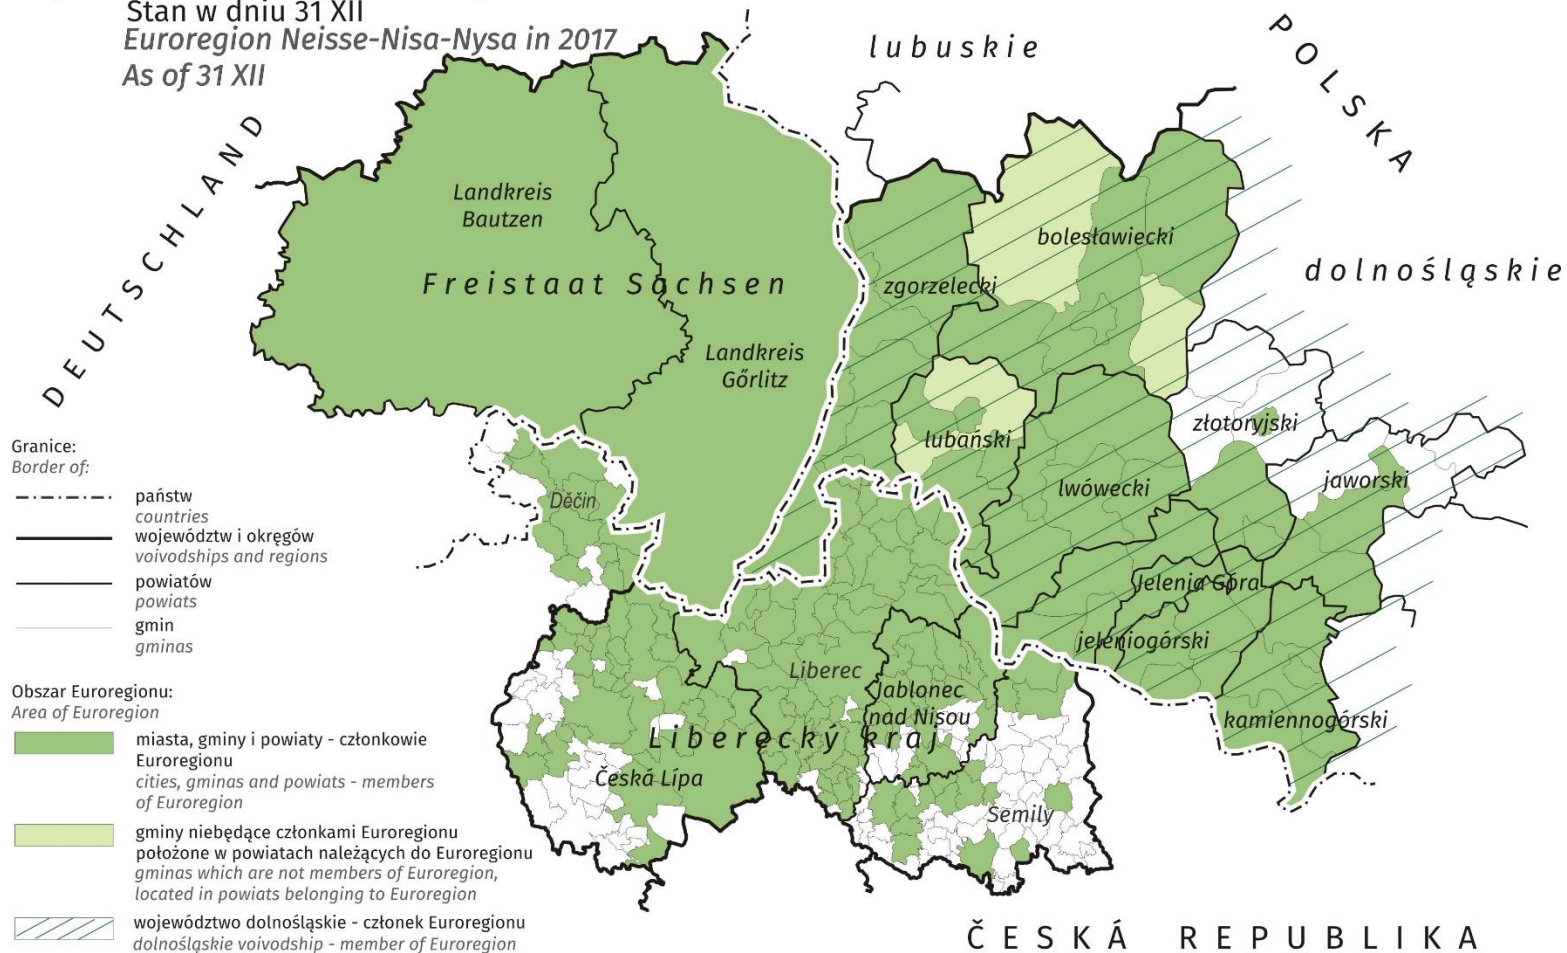 Stan w dniu 31 XII
Euroregion Neisse-Nisa-Nysa in 2017
As of 31 XII
DEUTSCHLAND
lubuskie
POLSKA
dolnośląskie
Landkreis
Bautzen
Freistaat Sachsen
Landkreis
Gőrlitz
zgorzelecki
bolesławiecki
lubański
lwówecki
złotoryjski
jaworski
Jelenia Góra
jeleniogórski
kamiennogórski
Děčín
Liberec
Jablonec
nad Nisou
Liberecký kraj
Česká Lípa
Semily
ČESKÁ REPUBLIKA
Granice:
Border of:
państw
countries
województw i okręgów
voivodships and regions
powiatów
powiats
gmin
gminas
Obszar Euroregionu:
Area of Euroregion
miasta, gminy i powiaty - członkowie
Euroregionu
cities, gminas and powiats - members
of Euroregion
gminy niebędące członkami Euroregionu
położone w powiatach należących do Euroregionu
gminas which are not members of Euroregion,
located in powiats belonging to Euroregion
województwo dolnośląskie - członek Euroregionu
dolnośląskie voivodship - member of Euroregion